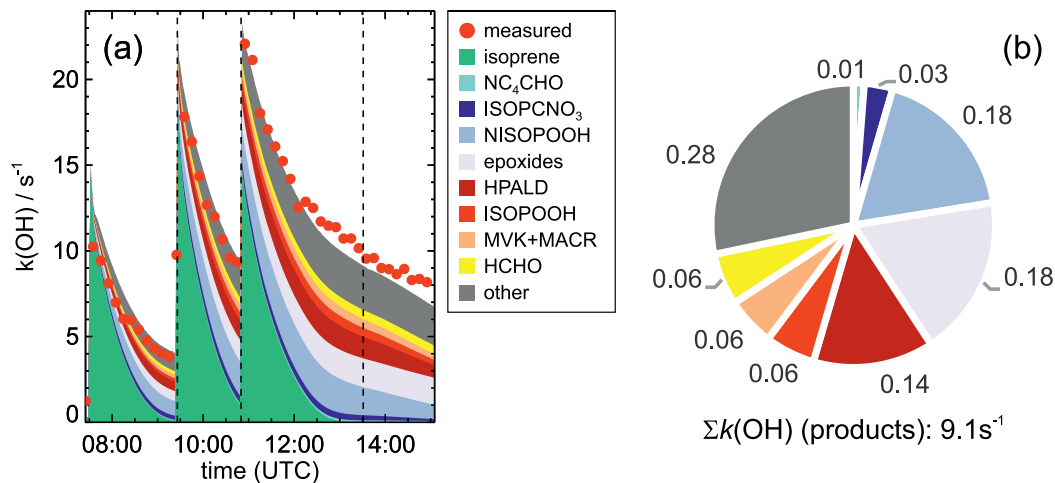 (a)
k(OH) / s⁻¹
20
15
10
5
0
08:00 10:00 12:00 14:00
time (UTC)
measured
isoprene
NC₄CHO
ISOPCNO₃
NISOPOOH
epoxides
HPALD
ISOPOOH
MVK+MACR
HCHO
other
(b)
0.01
0.03
0.18
0.18
0.14
0.06
0.06
0.06
0.28
Σk(OH) (products): 9.1s⁻¹